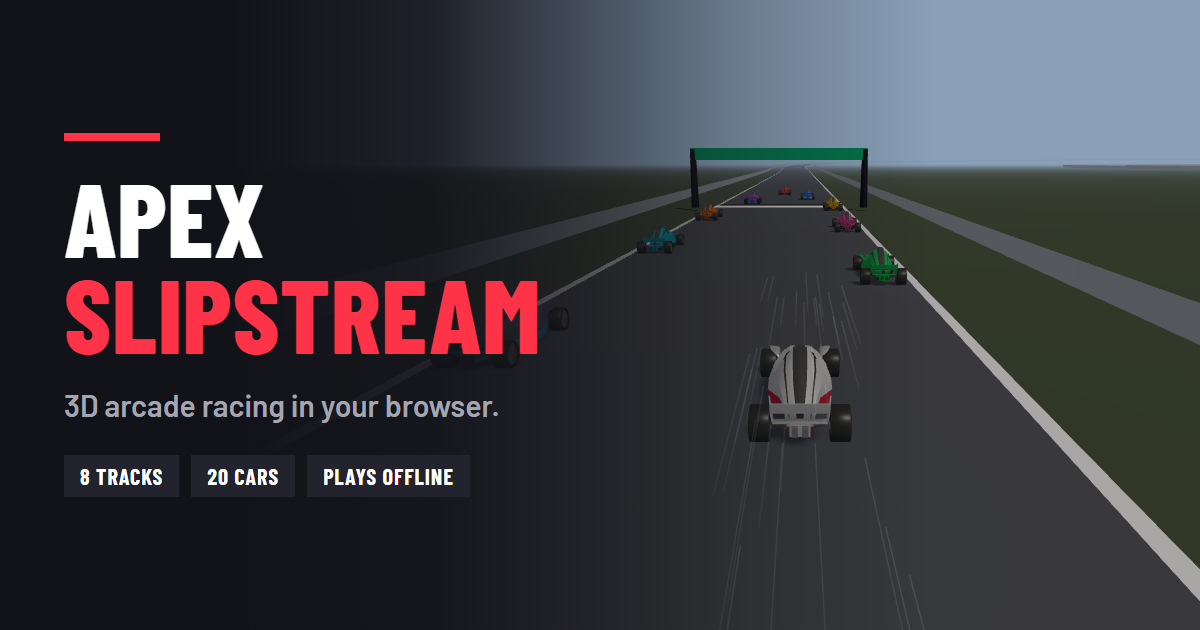 APEX
SLIPSTREAM
3D arcade racing in your browser.
8 TRACKS
20 CARS
PLAYS OFFLINE